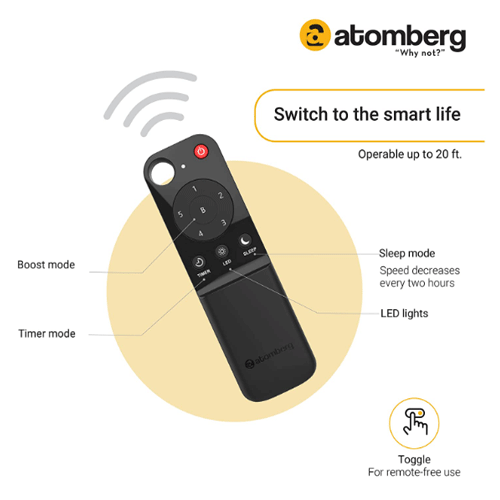 atomberg
"Why not?"
Switch to the smart life
Operable up to 20 ft.
1
2
3
4
5
B
TIMER
LED
SLEEP
Boost mode
Timer mode
Sleep mode
Speed decreases
every two hours
LED lights
atomberg
Toggle
For remote-free use